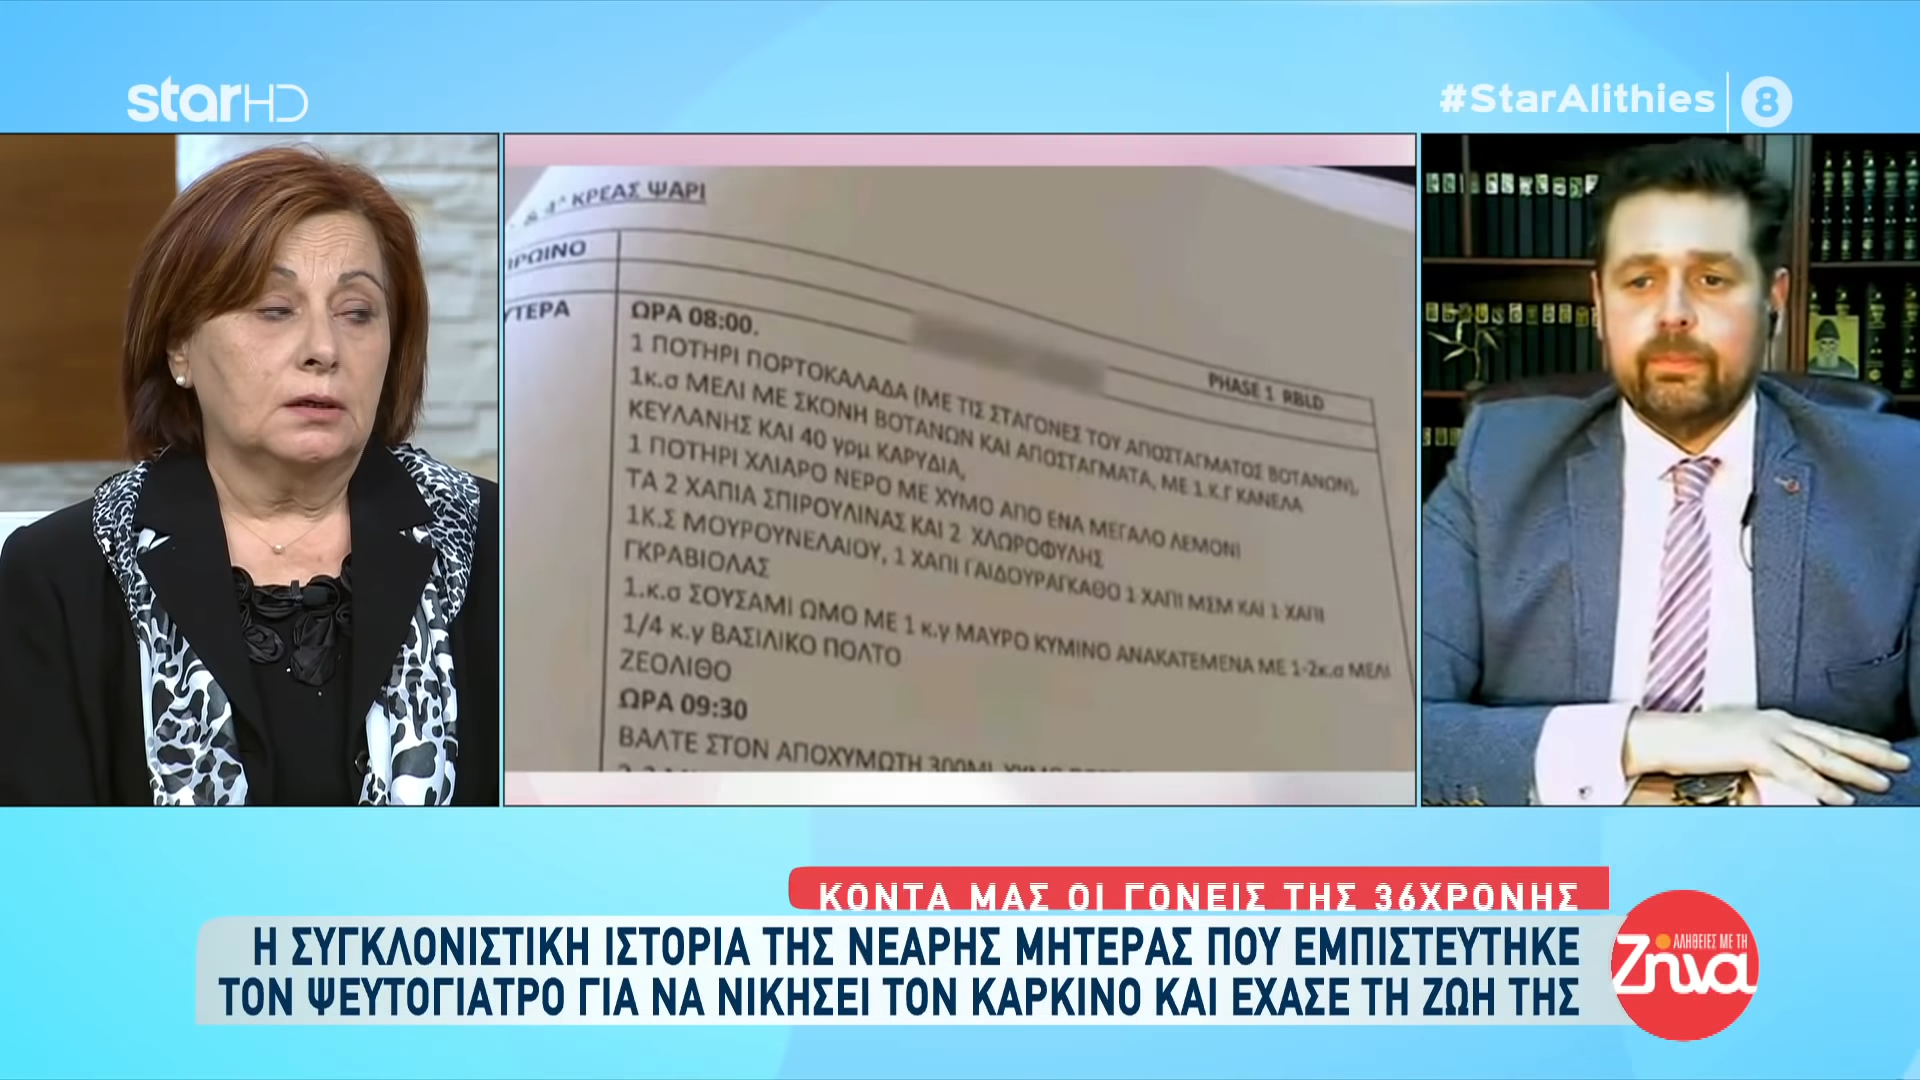 starHD
#StarAlithies 8
& 4Α ΚΡΕΑΣ ΨΑΡΙ
ΡΩΙΝΟ
PHASE 1 RBLD
ΥΤΕΡΑ
ΩΡΑ 08:00.
1 ΠΟΤΗΡΙ ΠΟΡΤΟΚΑΛΑΔΑ (ΜΕ ΤΙΣ ΣΤΑΓΟΝΕΣ ΤΟΥ ΑΠΟΣΤΑΓΜΑΤΟΣ ΒΟΤΑΝΩΝ),
1κ.σ ΜΕΛΙ ΜΕ ΣΚΟΝΗ ΒΟΤΑΝΩΝ ΚΑΙ ΑΠΟΣΤΑΓΜΑΤΑ, ΜΕ 1.Κ.Γ ΚΑΝΕΛΑ
ΚΕΥΛΑΝΗΣ ΚΑΙ 40 γρμ ΚΑΡΥΔΙΑ,
1 ΠΟΤΗΡΙ ΧΛΙΑΡΟ ΝΕΡΟ ΜΕ ΧΥΜΟ ΑΠΟ ΕΝΑ ΜΕΓΑΛΟ ΛΕΜΟΝΙ
ΤΑ 2 ΧΑΠΙΑ ΣΠΙΡΟΥΛΙΝΑΣ ΚΑΙ 2 ΧΛΩΡΟΦΥΛΗΣ
1Κ.Σ ΜΟΥΡΟΥΝΕΛΑΙΟΥ, 1 ΧΑΠΙ ΓΑΙΔΟΥΡΑΓΚΑΘΟ 1 ΧΑΠΙ ΜΣΜ ΚΑΙ 1 ΧΑΠΙ
ΓΚΡΑΒΙΟΛΑΣ
1.κ.σ ΣΟΥΣΑΜΙ ΩΜΟ ΜΕ 1 κ.γ ΜΑΥΡΟ ΚΥΜΙΝΟ ΑΝΑΚΑΤΕΜΕΝΑ ΜΕ 1-2κ.σ ΜΕΛΙ
1/4 κ.γ ΒΑΣΙΛΙΚΟ ΠΟΛΤΟ
ΖΕΟΛΙΘΟ
ΩΡΑ 09:30
ΒΑΛΤΕ ΣΤΟΝ ΑΠΟΧΥΜΩΤΗ 300ML ΧΥΜΟ
ΚΟΝΤΑ ΜΑΣ ΟΙ ΓΟΝΕΙΣ ΤΗΣ 36ΧΡΟΝΗΣ
Η ΣΥΓΚΛΟΝΙΣΤΙΚΗ ΙΣΤΟΡΙΑ ΤΗΣ ΝΕΑΡΗΣ ΜΗΤΕΡΑΣ ΠΟΥ ΕΜΠΙΣΤΕΥΤΗΚΕ
ΤΟΝ ΨΕΥΤΟΓΙΑΤΡΟ ΓΙΑ ΝΑ ΝΙΚΗΣΕΙ ΤΟΝ ΚΑΡΚΙΝΟ ΚΑΙ ΕΧΑΣΕ ΤΗ ΖΩΗ ΤΗΣ
ΑΛΗΘΕΙΕΣ ΜΕ ΤΗ
Ζήνα